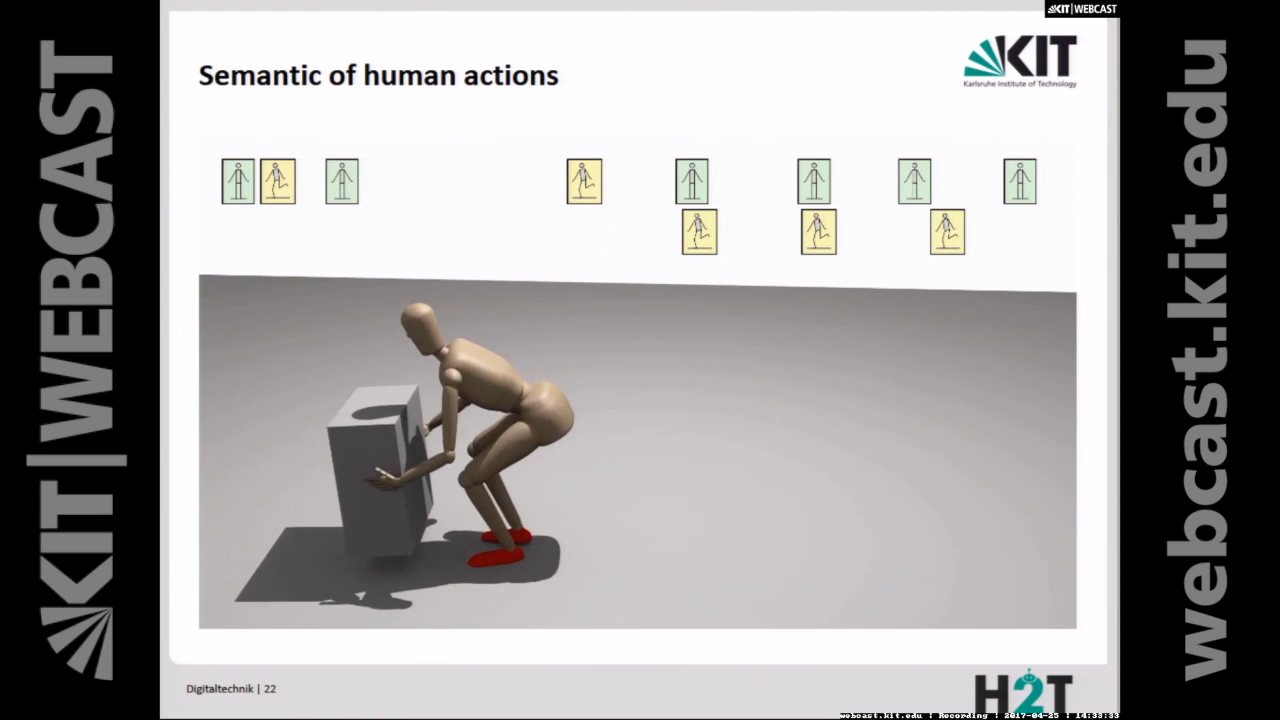 KIT|WEBCAST
KIT|WEBCAST
webcast.kit.edu
Semantic of human actions
KIT
Karlsruhe Institute of Technology
Digitaltechnik | 22
H2T
webcast.kit.edu : Recording : 2017-04-25 : 14:33:33